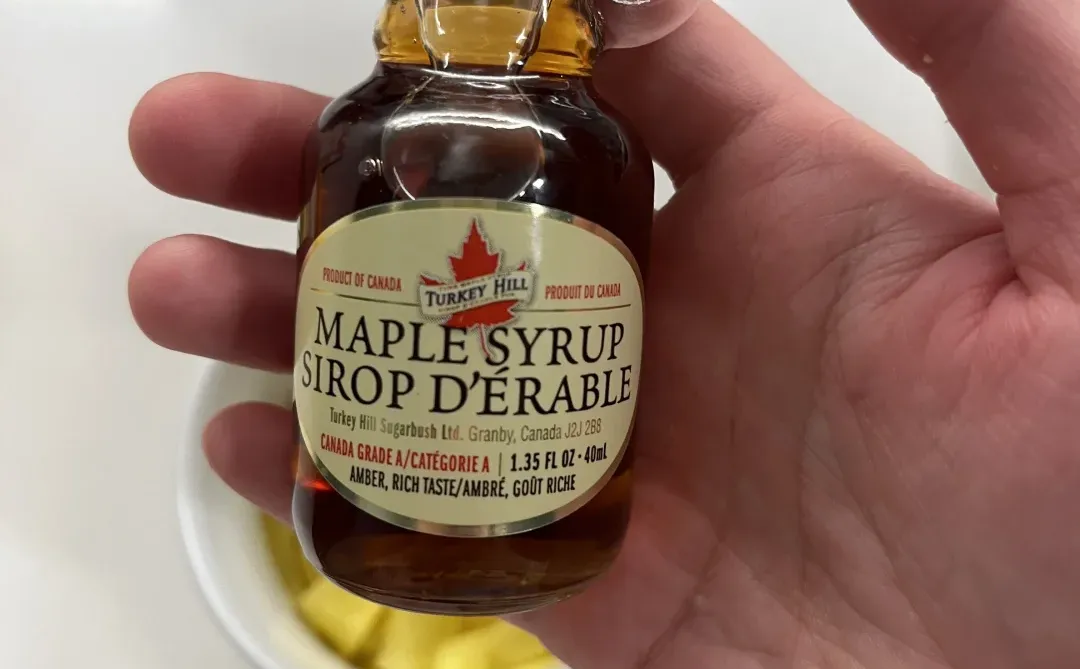 PRODUCT OF CANADA
TURKEY HILL
PRODUIT DU CANADA
MAPLE SYRUP
SIROP D'ÉRABLE
Turkey Hill Sugarbush Ltd. Granby, Canada J2J 2B8
CANADA GRADE A/CATÉGORIE A | 1.35 FL OZ • 40mL
AMBER, RICH TASTE/AMBRÉ, GOÛT RICHE